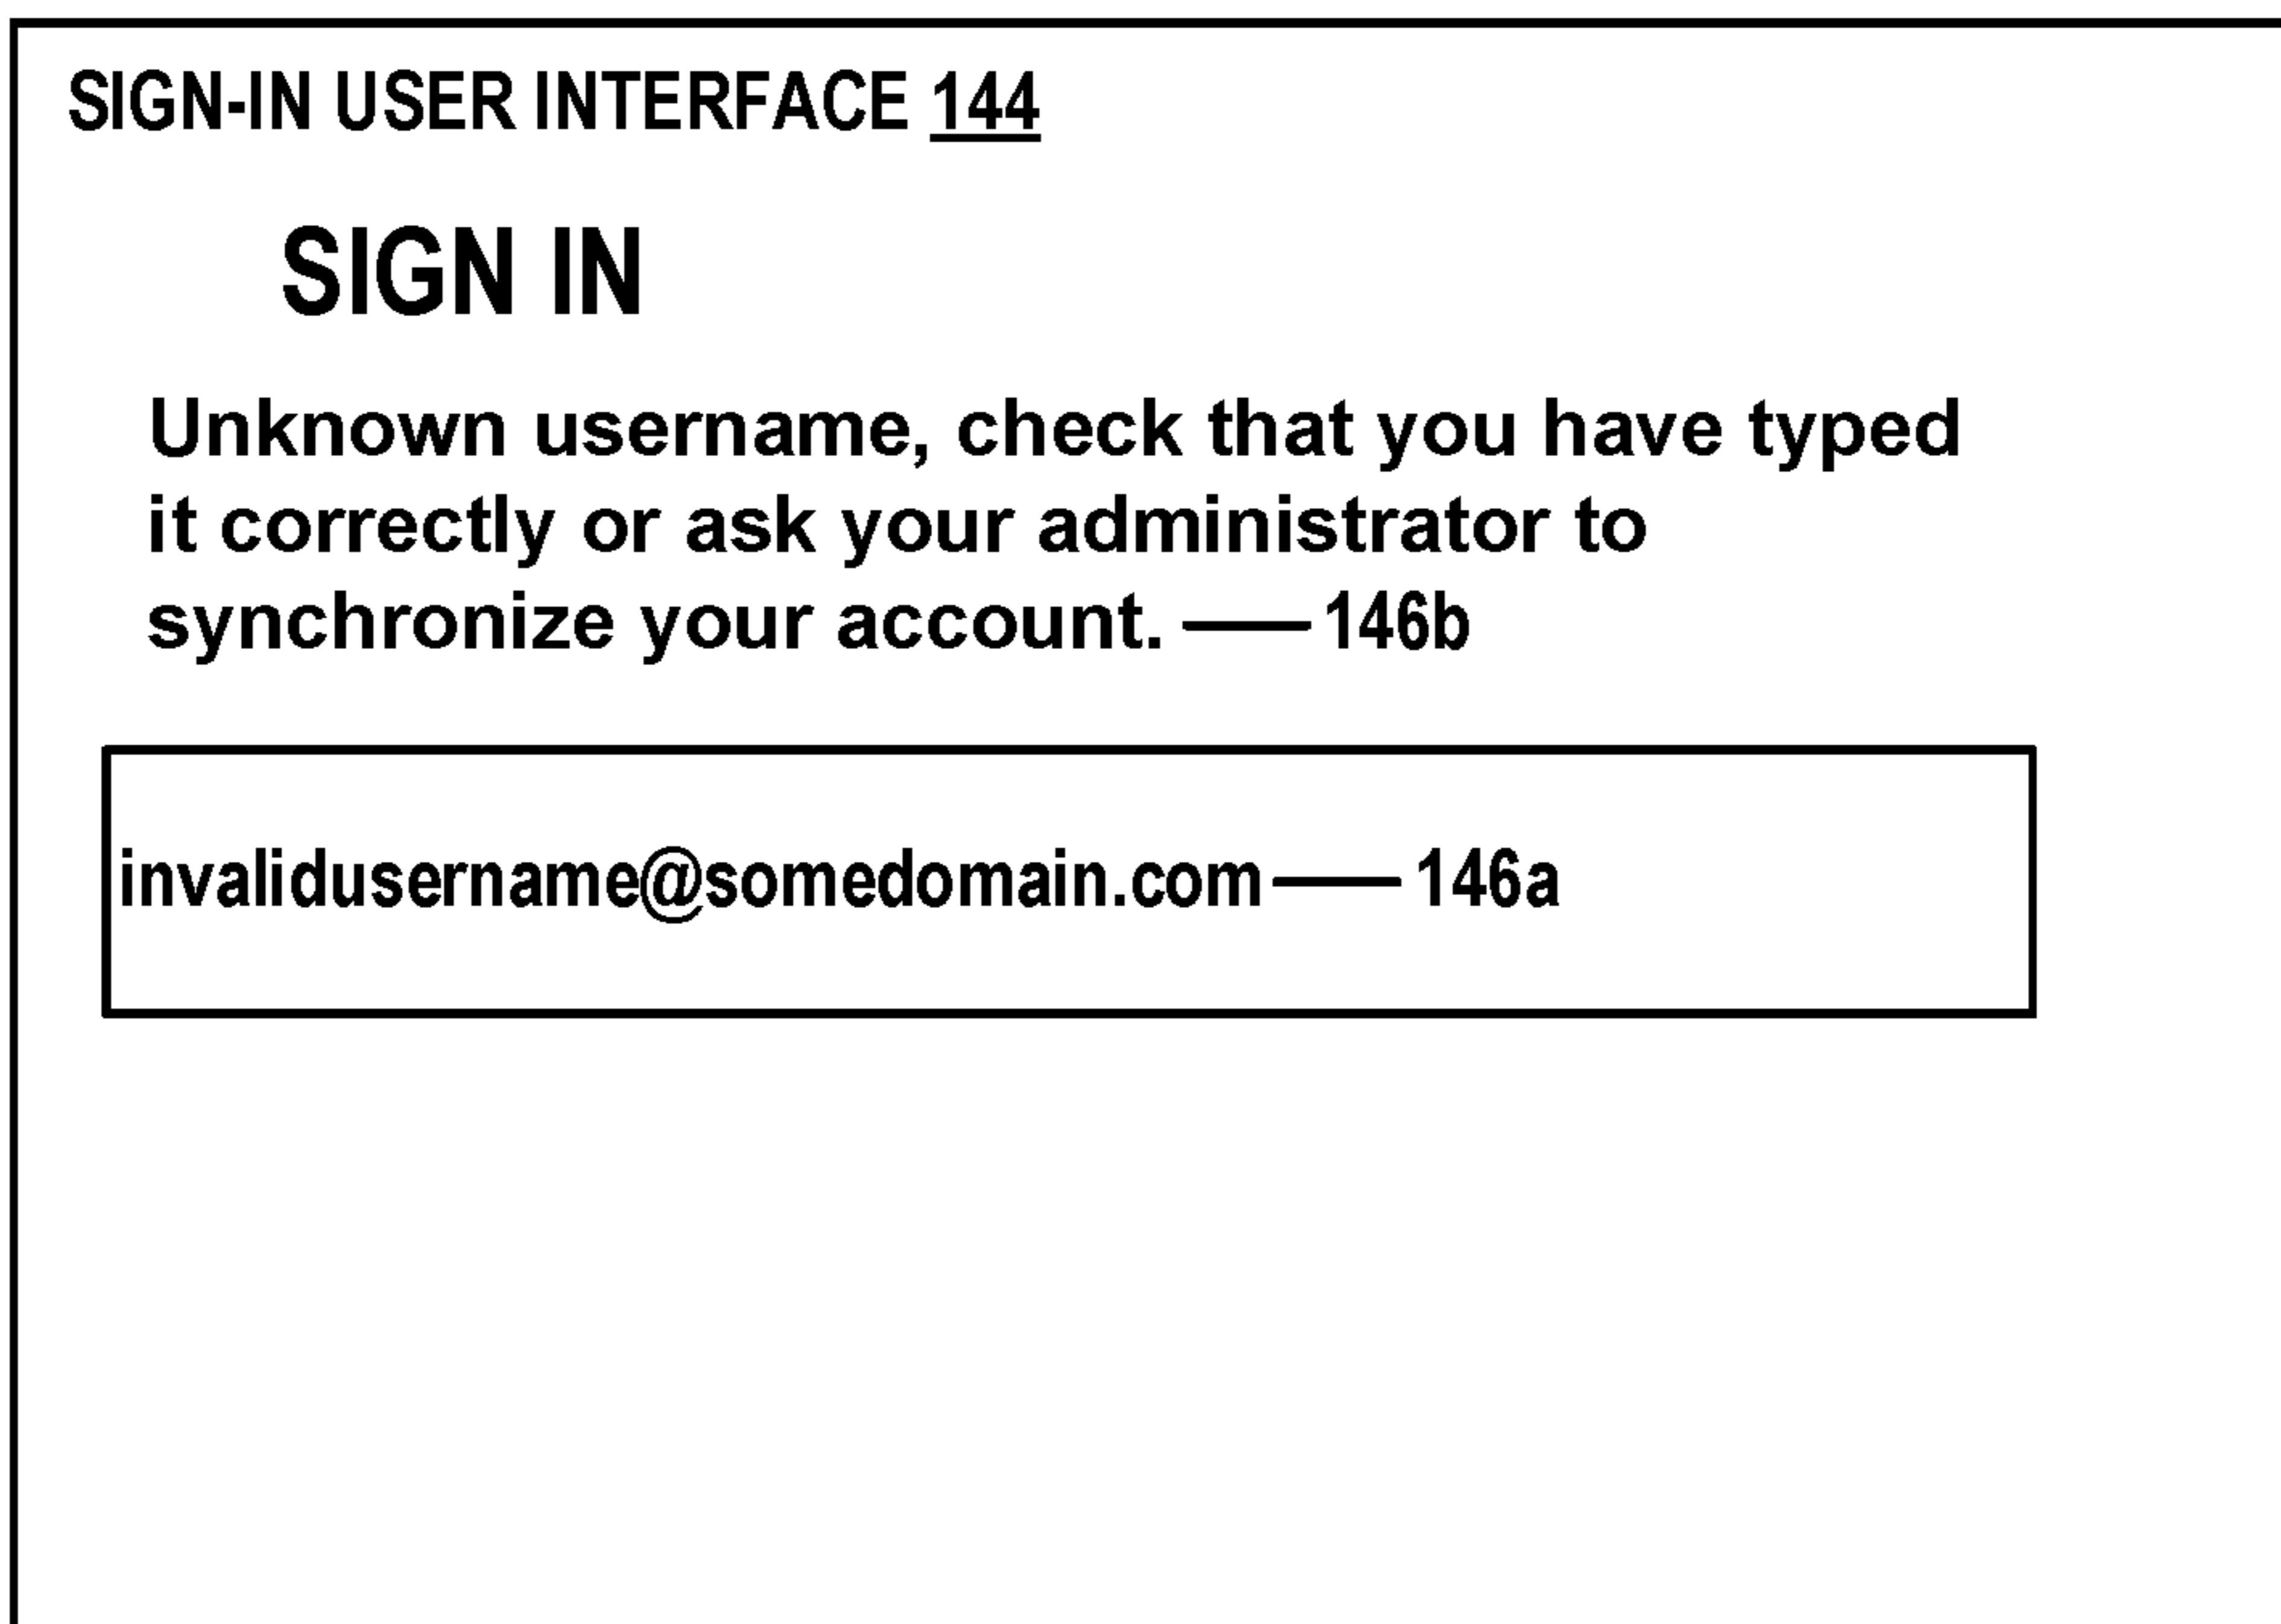 SIGN-IN USER INTERFACE 144
SIGN IN
Unknown username, check that you have typed
it correctly or ask your administrator to
synchronize your account. — 146b
invalidusername@somedomain.com — 146a